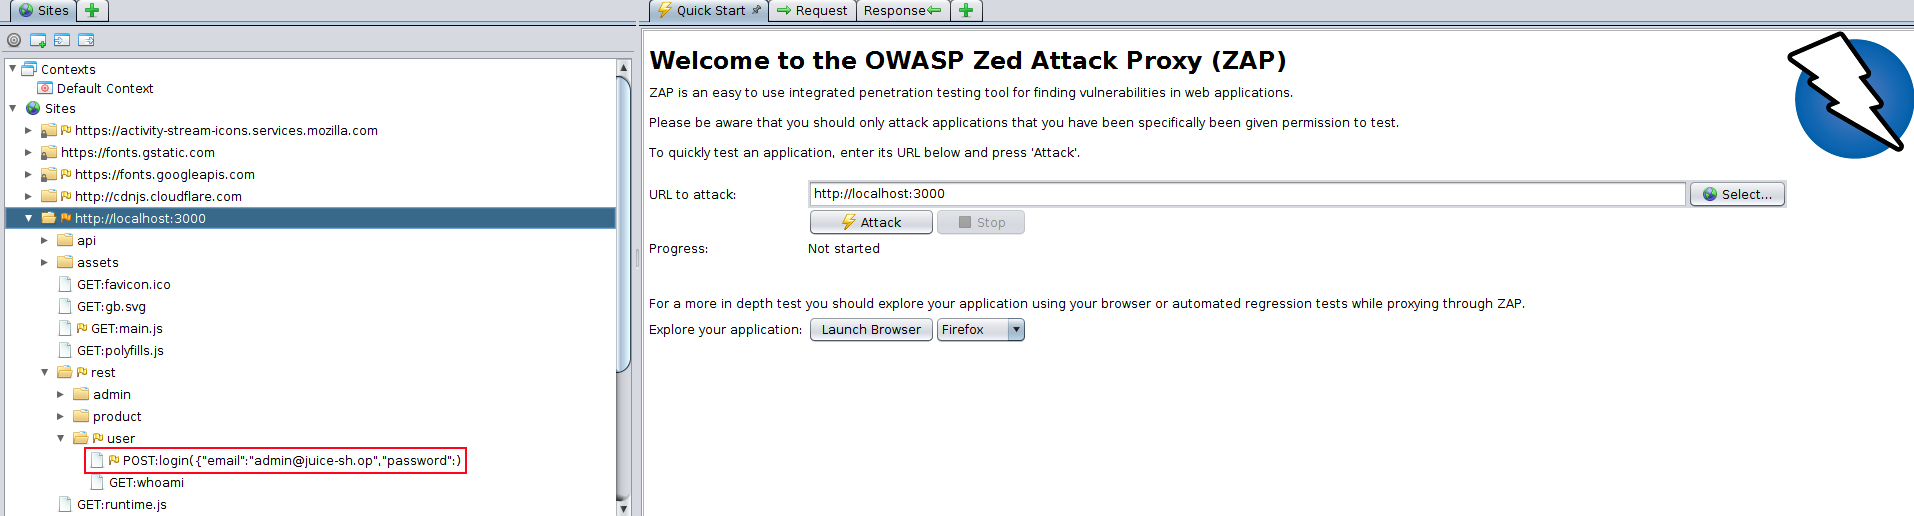 Sites
Quick Start
Request
Response
Contexts
Default Context
Sites
https://activity-stream-icons.services.mozilla.com
https://fonts.gstatic.com
https://fonts.googleapis.com
http://cdnjs.cloudflare.com
http://localhost:3000
api
assets
GET:favicon.ico
GET:gb.svg
GET:main.js
GET:polyfills.js
rest
admin
product
user
POST:login({"email":"admin@juice-sh.op","password":)
GET:whoami
GET:runtime.js
Welcome to the OWASP Zed Attack Proxy (ZAP)
ZAP is an easy to use integrated penetration testing tool for finding vulnerabilities in web applications.
Please be aware that you should only attack applications that you have been specifically been given permission to test.
To quickly test an application, enter its URL below and press 'Attack'.
URL to attack: http://localhost:3000 Select...
Attack Stop
Progress: Not started
For a more in depth test you should explore your application using your browser or automated regression tests while proxying through ZAP.
Explore your application: Launch Browser Firefox